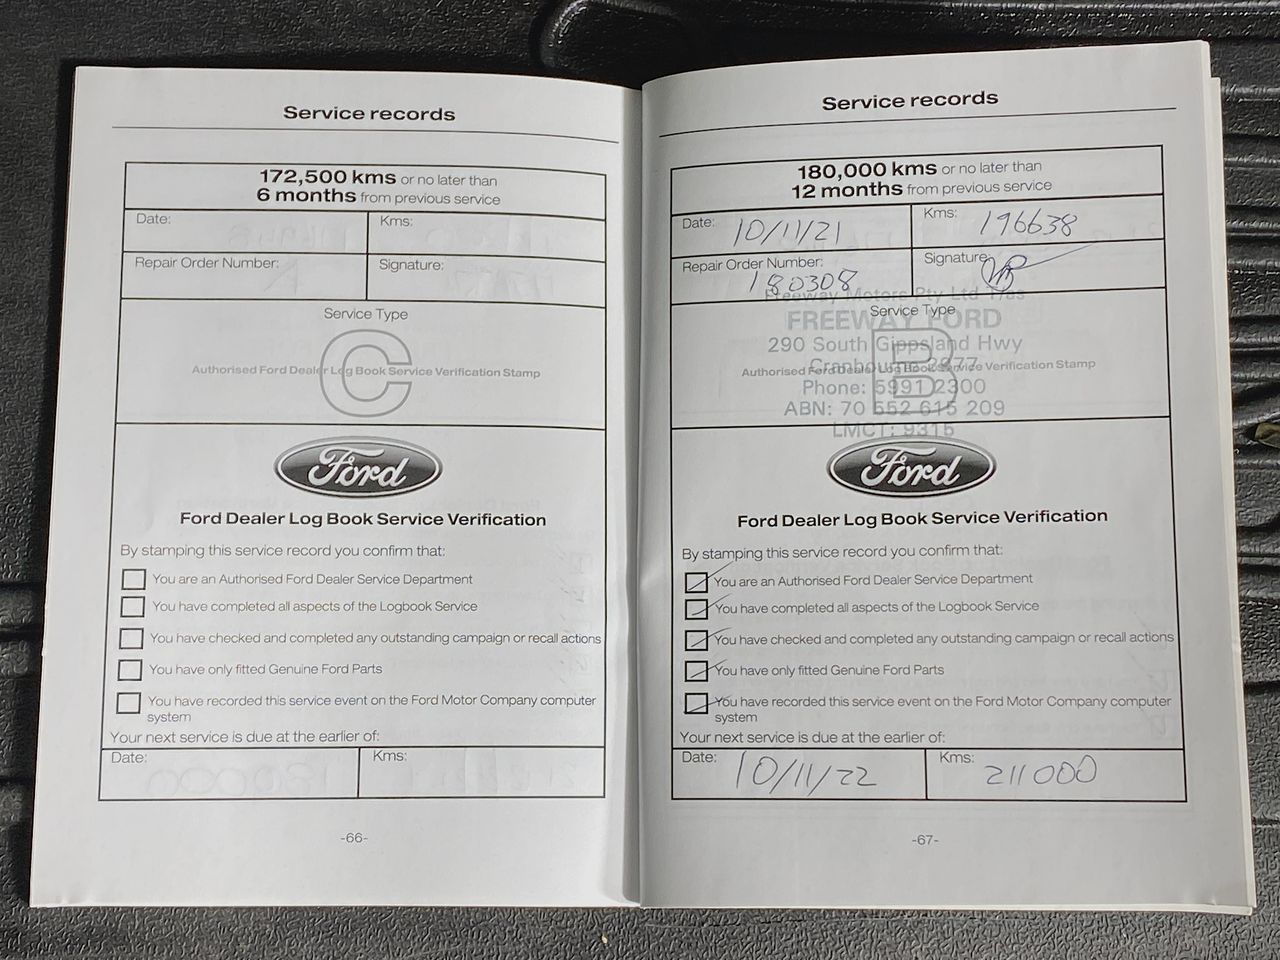 Service records
172,500 kms or no later than
6 months from previous service
Date:
Kms:
Repair Order Number:
Signature:
Service Type
C
Authorised Ford Dealer Log Book Service Verification Stamp
Ford
Ford Dealer Log Book Service Verification
By stamping this service record you confirm that:
You are an Authorised Ford Dealer Service Department
You have completed all aspects of the Logbook Service
You have checked and completed any outstanding campaign or recall actions
You have only fitted Genuine Ford Parts
You have recorded this service event on the Ford Motor Company computer
system
Your next service is due at the earlier of:
Date:
Kms:
-66-
Service records
180,000 kms or no later than
12 months from previous service
Date: 10/11/21
Kms: 196638
Repair Order Number:
180308
Signature:
Freeway Motors Pty Ltd T/as
Service Type
FREEWAY FORD
290 South Gippsland Hwy
Cranbourne 3977
B
Authorised Ford Dealer Log Book Service Verification Stamp
Phone: 5991 2300
ABN: 70 552 615 209
LMCT: 9316
Ford
Ford Dealer Log Book Service Verification
By stamping this service record you confirm that:
You are an Authorised Ford Dealer Service Department
You have completed all aspects of the Logbook Service
You have checked and completed any outstanding campaign or recall actions
You have only fitted Genuine Ford Parts
You have recorded this service event on the Ford Motor Company computer
system
Your next service is due at the earlier of:
Date: 10/11/22
Kms: 211000
-67-